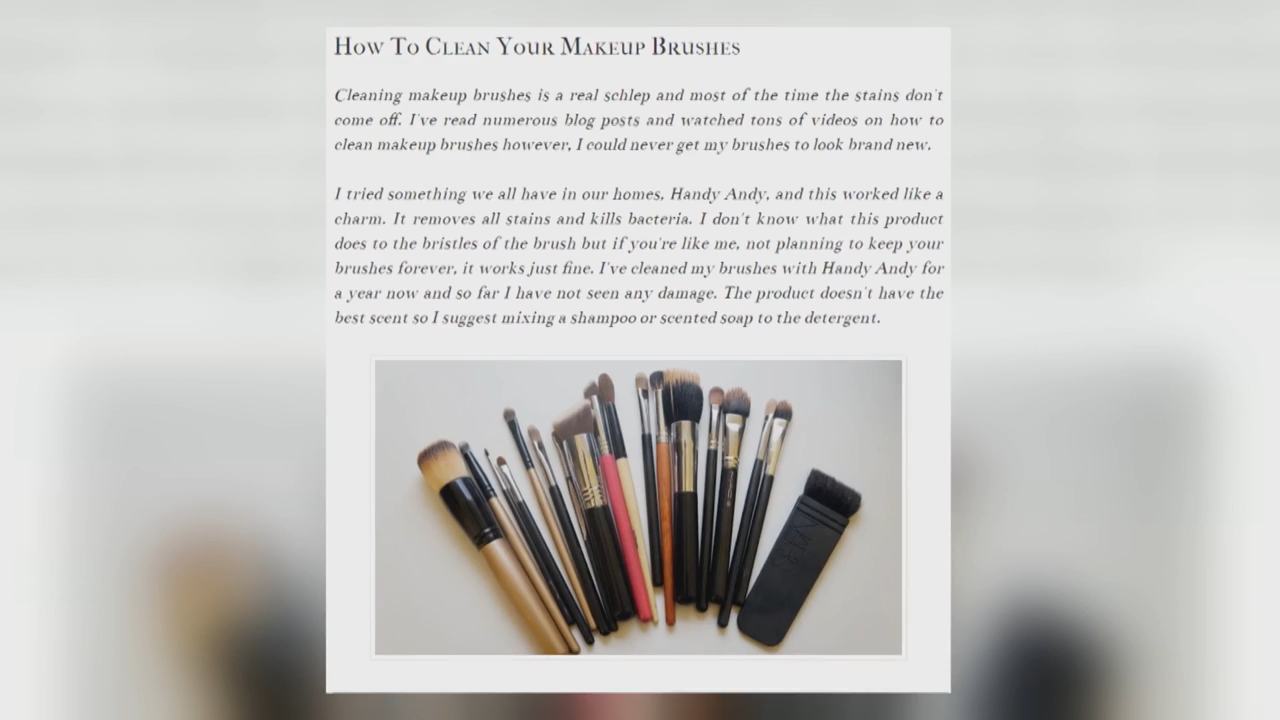 How To Clean Your Makeup Brushes
Cleaning makeup brushes is a real schlep and most of the time the stains don't
come off. I've read numerous blog posts and watched tons of videos on how to
clean makeup brushes however, I could never get my brushes to look brand new.
I tried something we all have in our homes, Handy Andy, and this worked like a
charm. It removes all stains and kills bacteria. I don't know what this product
does to the bristles of the brush but if you're like me, not planning to keep your
brushes forever, it works just fine. I've cleaned my brushes with Handy Andy for
a year now and so far I have not seen any damage. The product doesn't have the
best scent so I suggest mixing a shampoo or scented soap to the detergent.
NARS